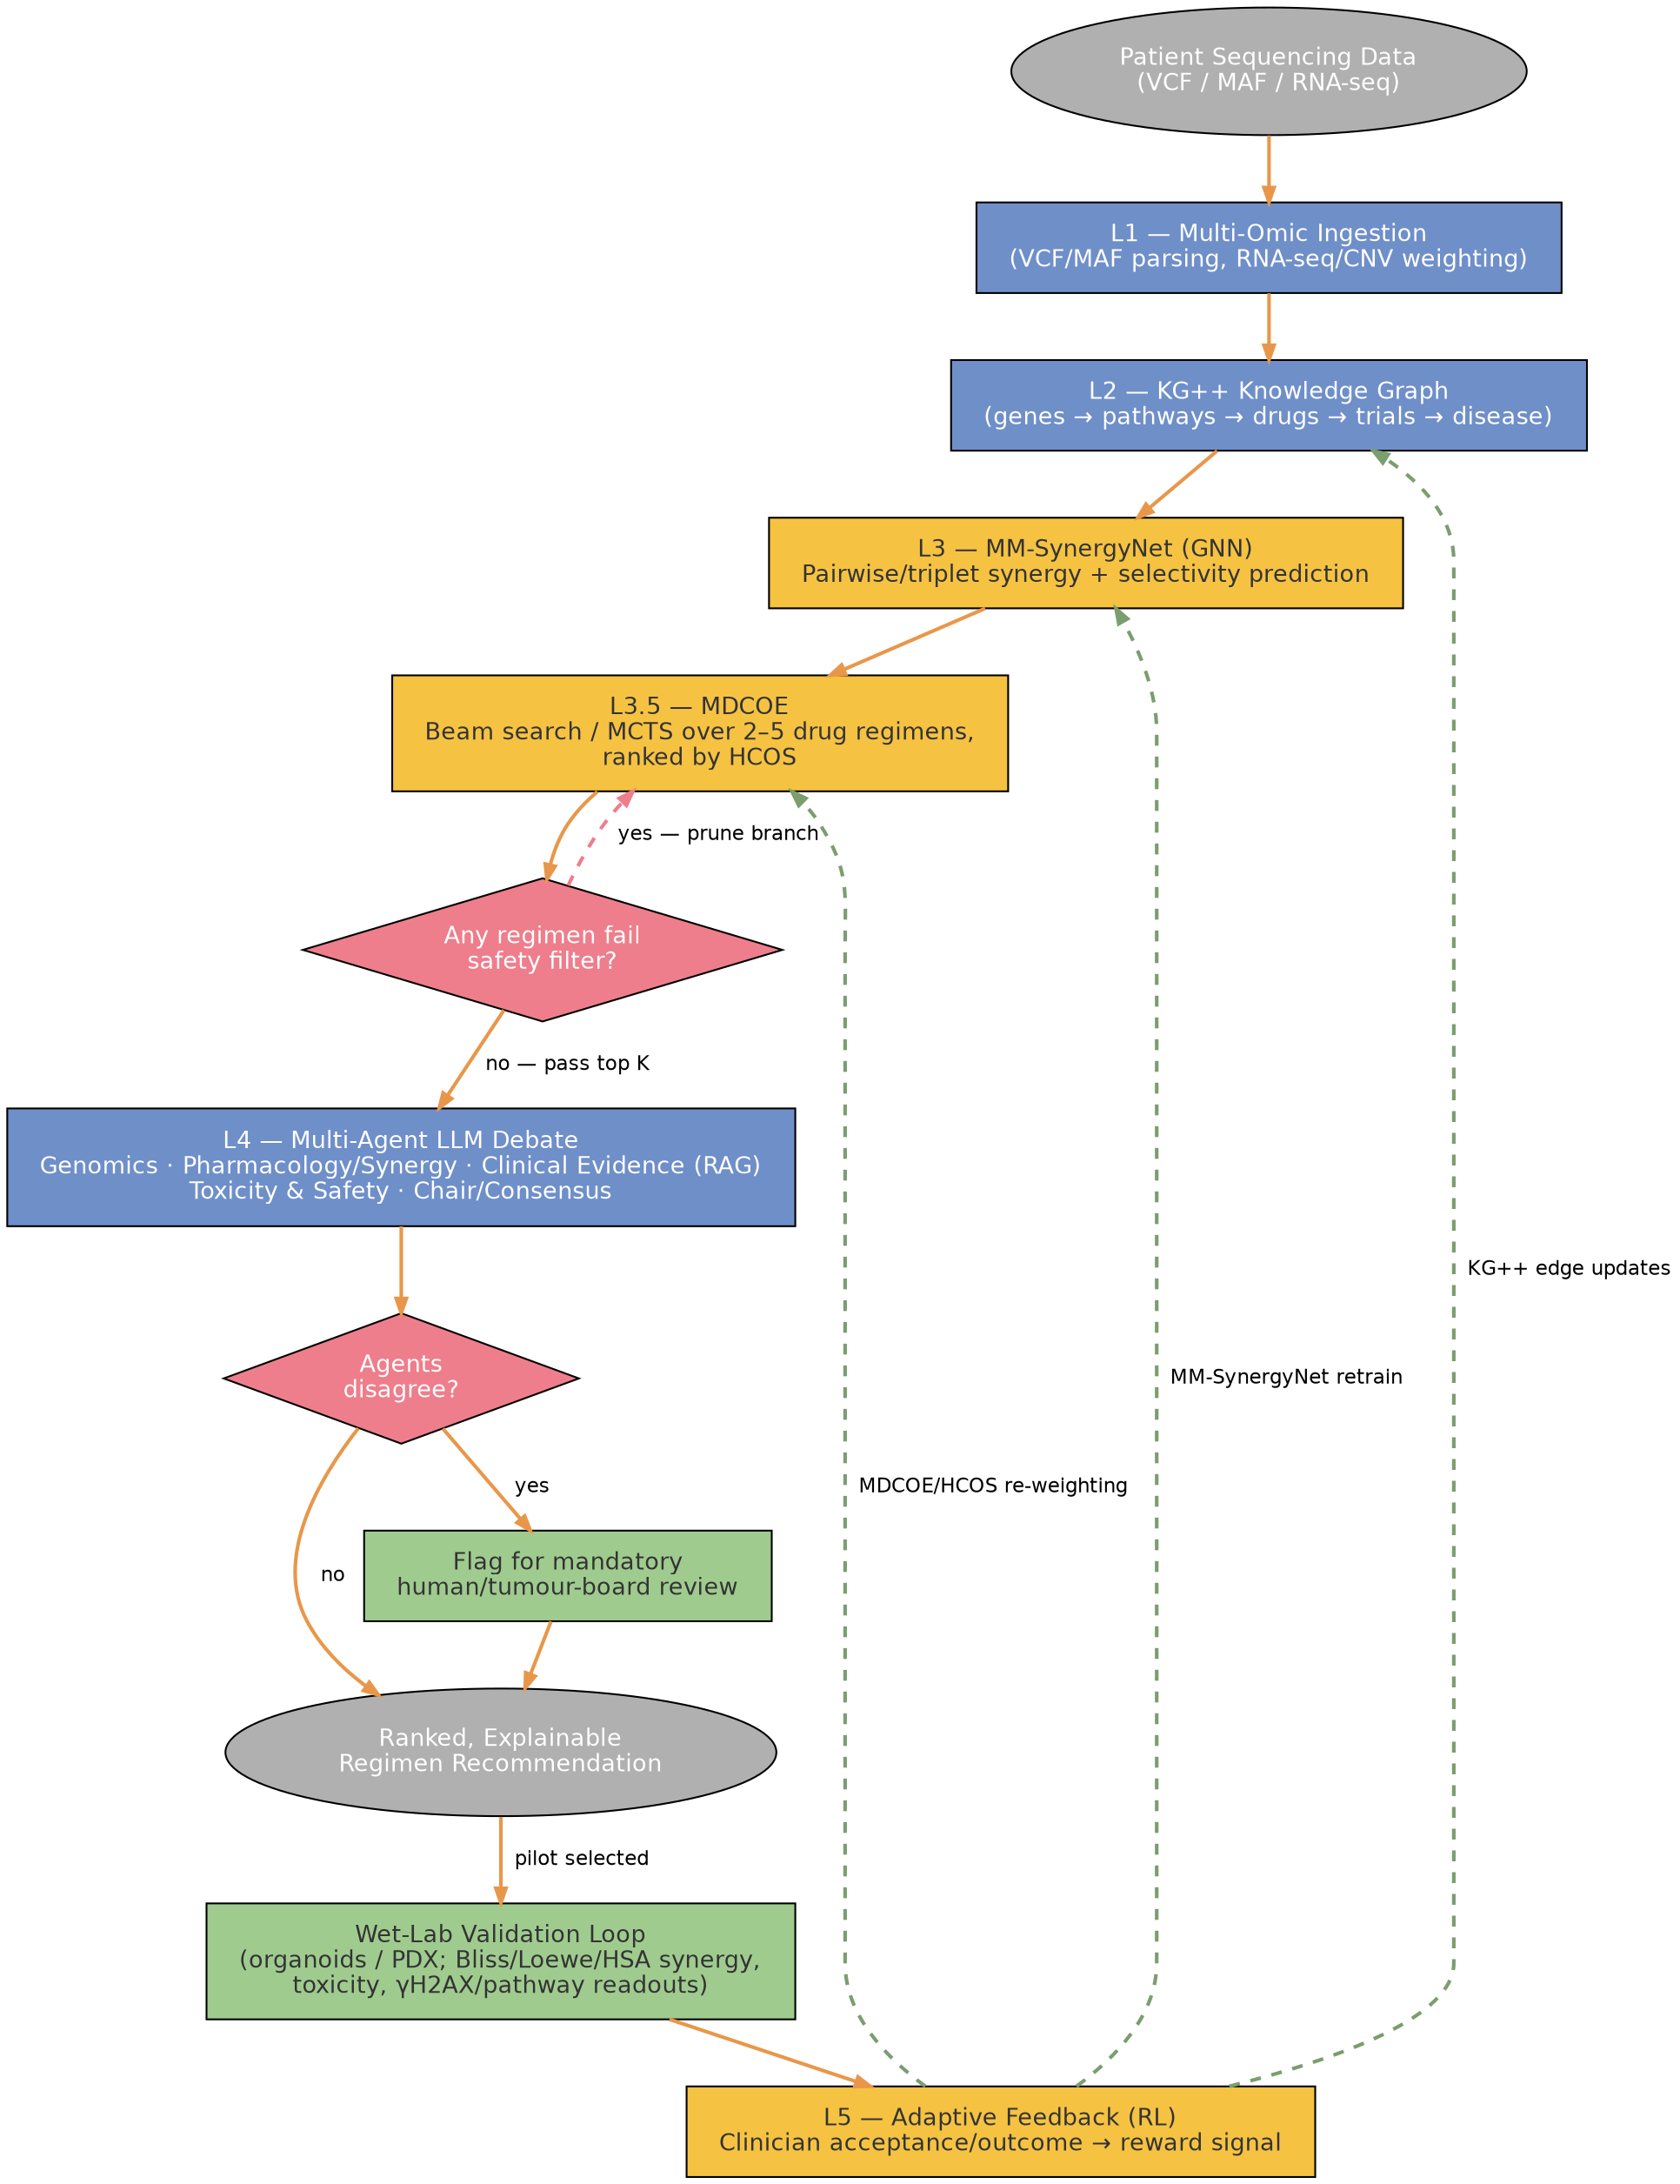 Patient Sequencing Data
(VCF / MAF / RNA-seq)
L1 — Multi-Omic Ingestion
(VCF/MAF parsing, RNA-seq/CNV weighting)
L2 — KG++ Knowledge Graph
(genes → pathways → drugs → trials → disease)
L3 — MM-SynergyNet (GNN)
Pairwise/triplet synergy + selectivity prediction
L3.5 — MDCOE
Beam search / MCTS over 2–5 drug regimens,
ranked by HCOS
yes — prune branch
Any regimen fail
safety filter?
no — pass top K
L4 — Multi-Agent LLM Debate
Genomics · Pharmacology/Synergy · Clinical Evidence (RAG)
Toxicity & Safety · Chair/Consensus
KG++ edge updates
Agents
disagree?
MM-SynergyNet retrain
yes
MDCOE/HCOS re-weighting
Flag for mandatory
human/tumour-board review
no
Ranked, Explainable
Regimen Recommendation
pilot selected
Wet-Lab Validation Loop
(organoids / PDX; Bliss/Loewe/HSA synergy,
toxicity, γH2AX/pathway readouts)
L5 — Adaptive Feedback (RL)
Clinician acceptance/outcome → reward signal